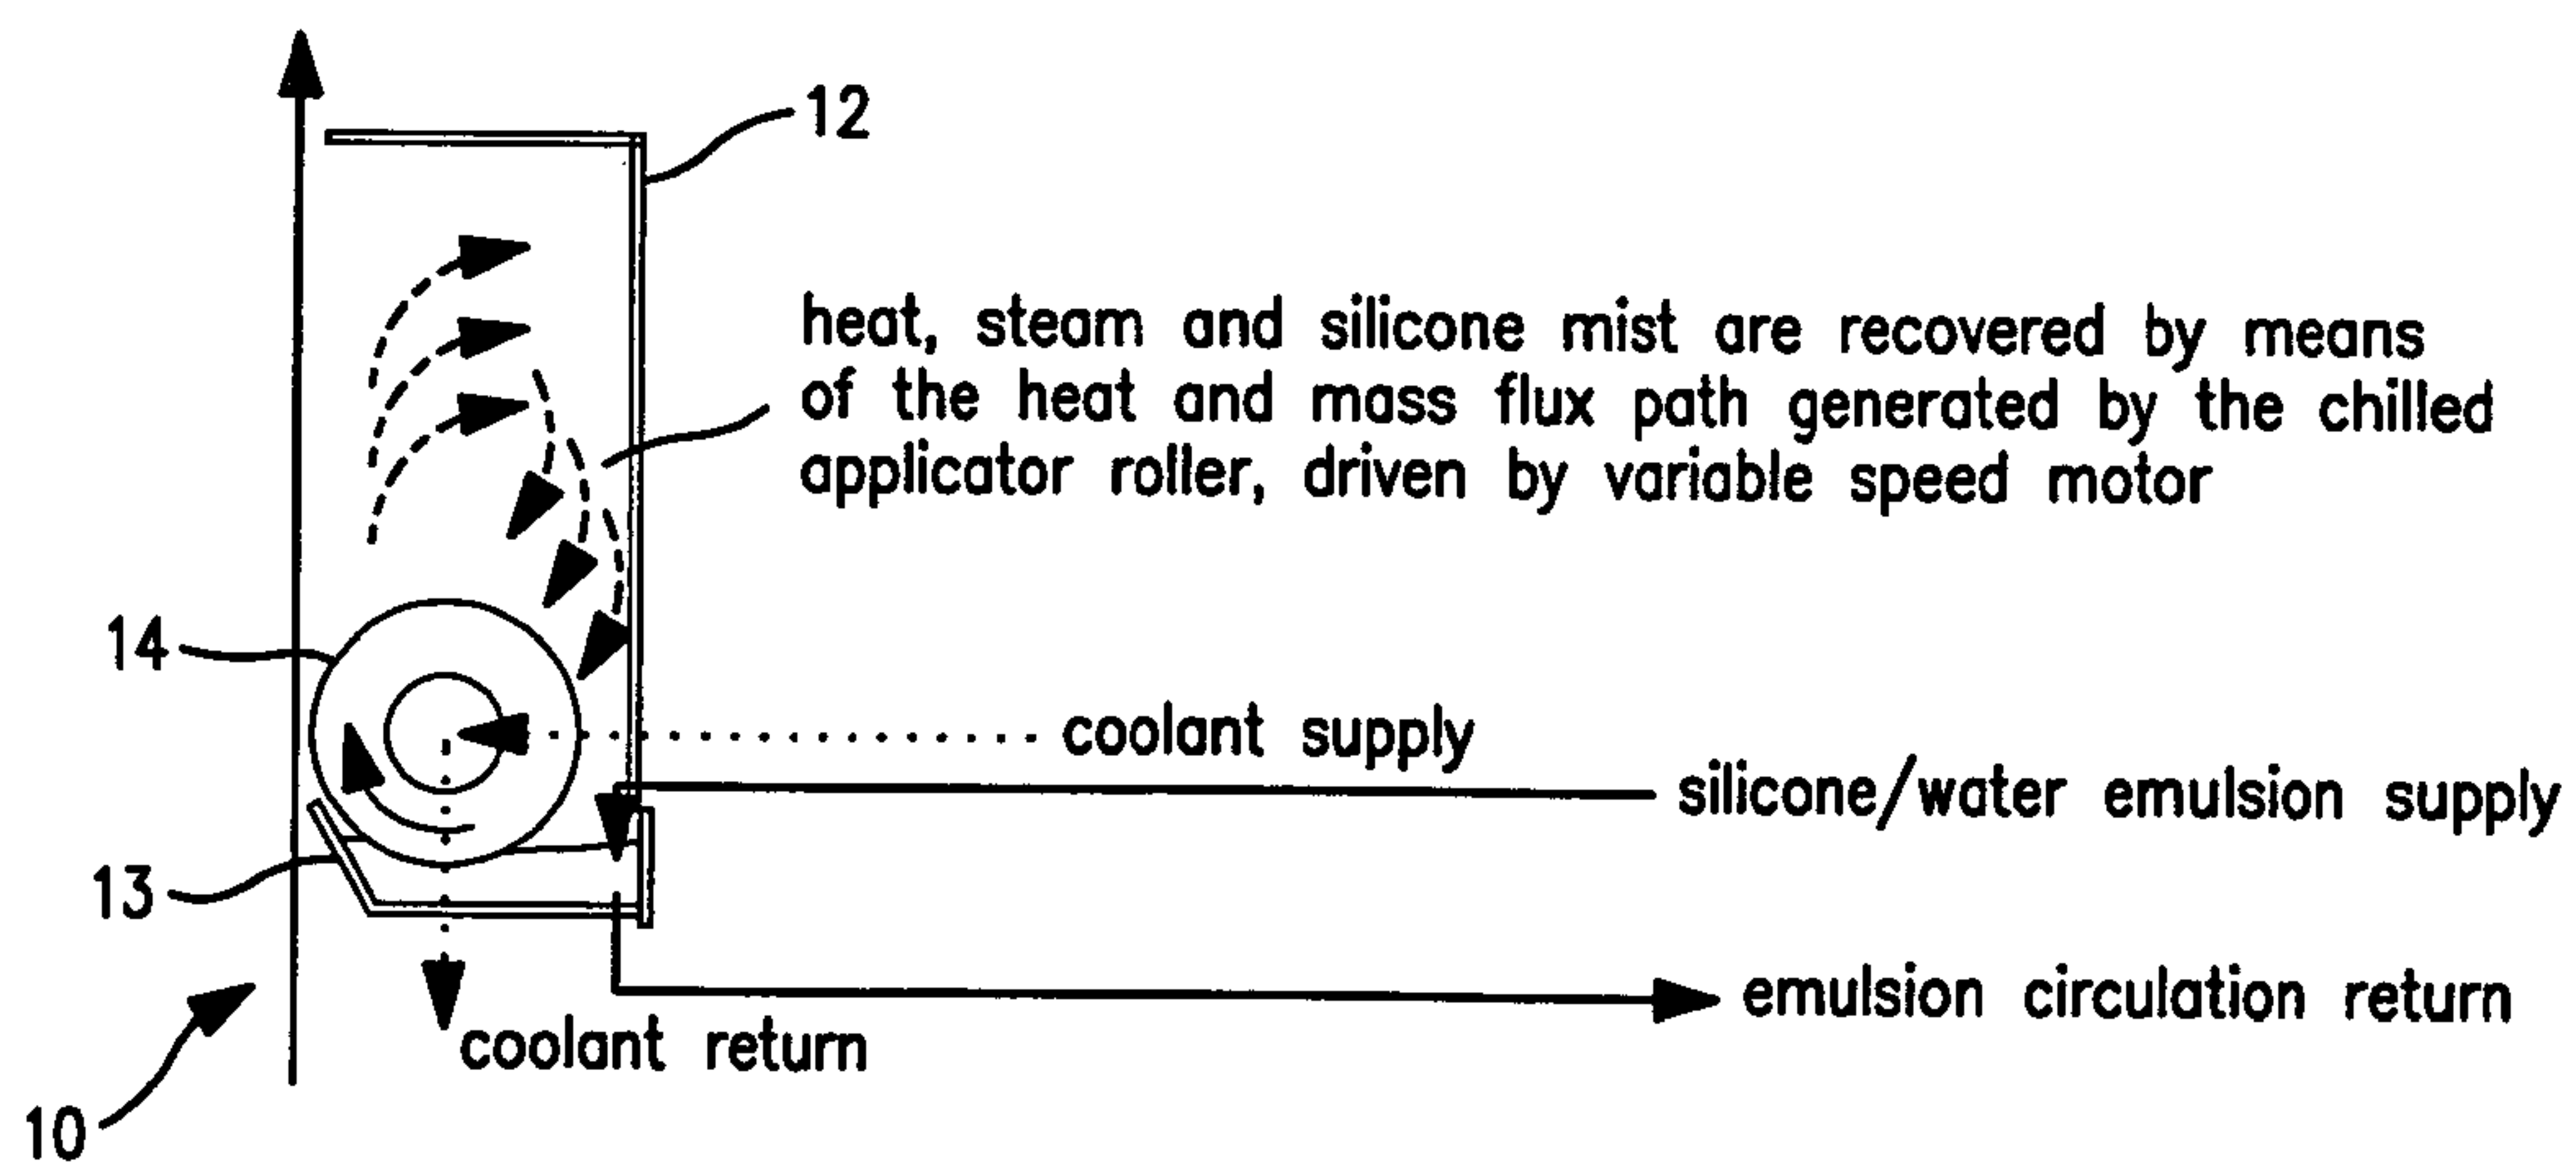 12
heat, steam and silicone mist are recovered by means
of the heat and mass flux path generated by the chilled
applicator roller, driven by variable speed motor
14
coolant supply
silicone/water emulsion supply
13
emulsion circulation return
coolant return
10